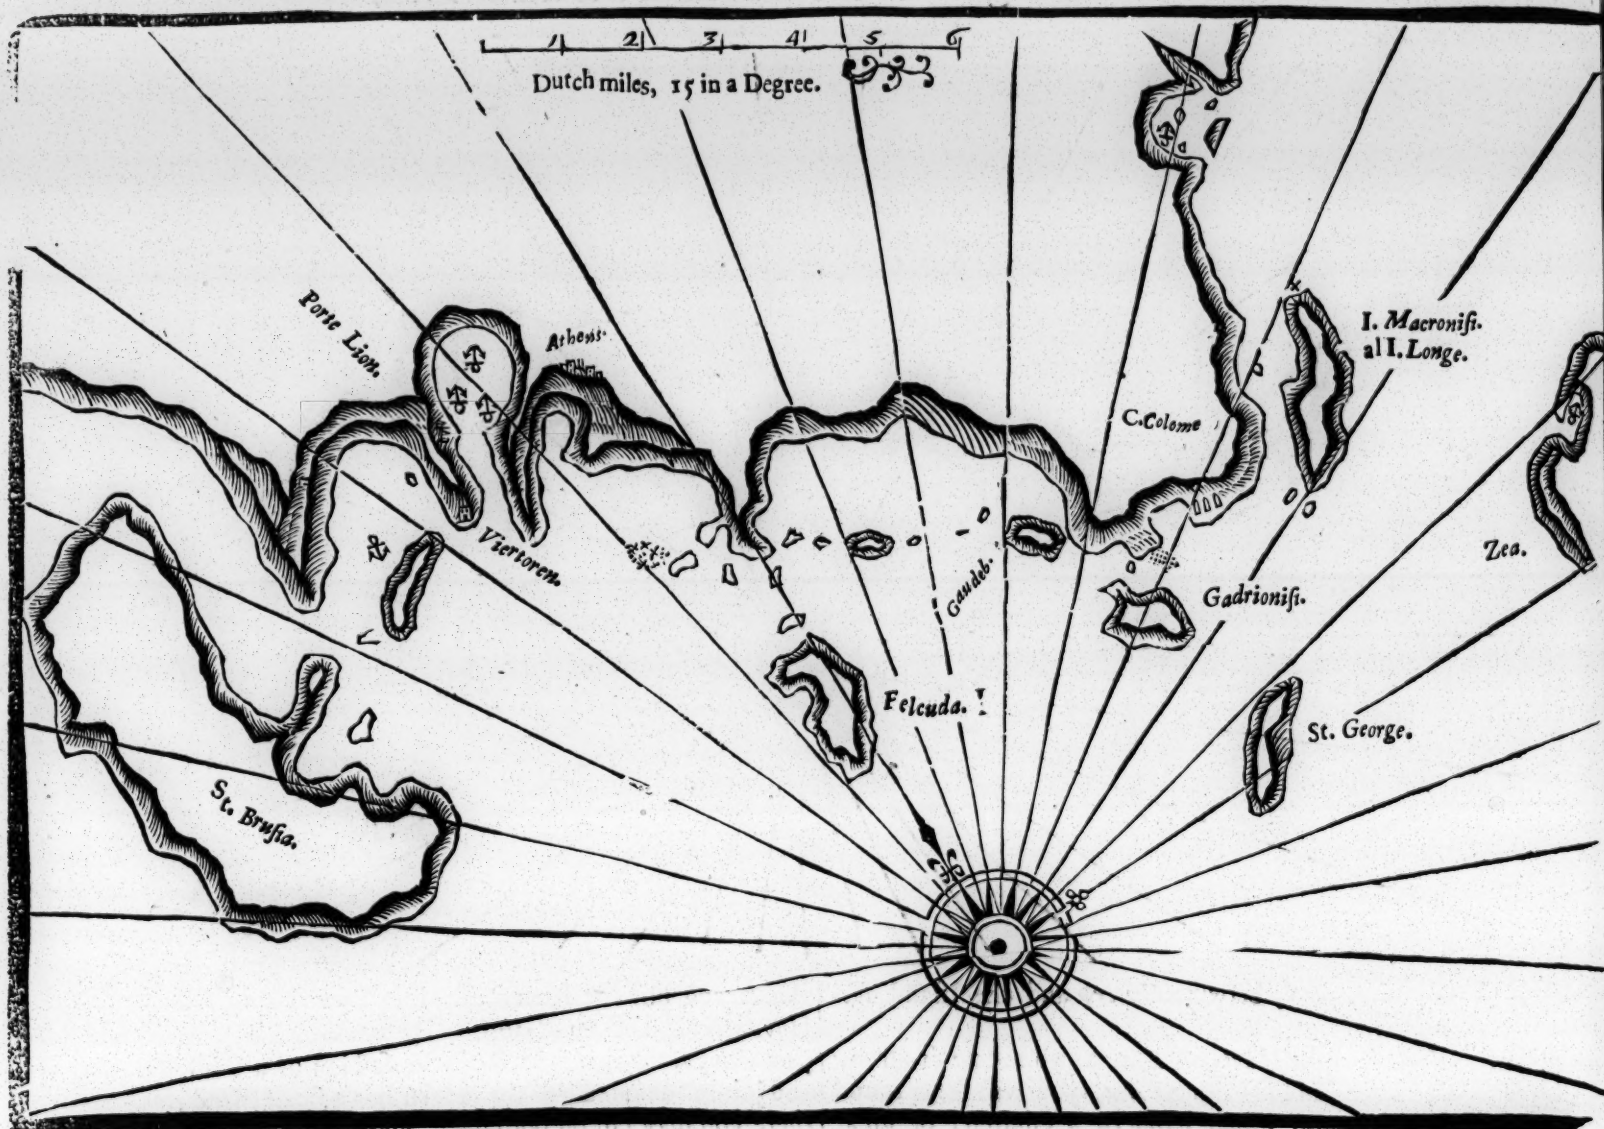 1 2 3 4 5 6
Dutch miles, 15 in a Degree.
Porte Lion.
Athens.
I. Macronisi.
al I. Longe.
C. Colome
Viertoren.
Gaudeb.
Zea.
Gadrionisi.
Felcuda.
St. George.
St. Brusia.